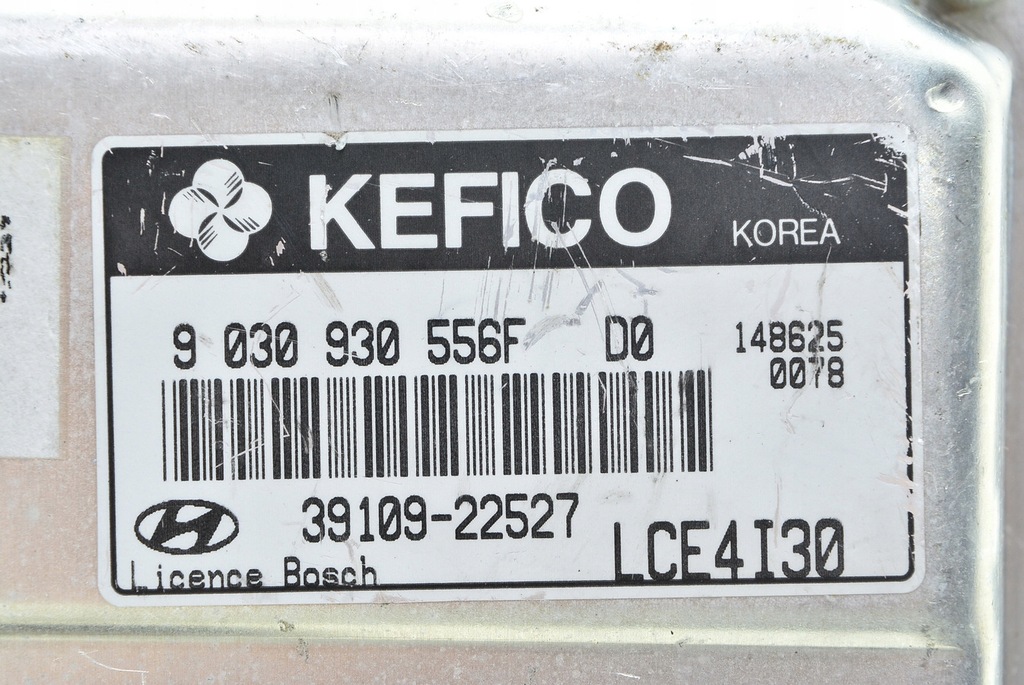 KEFICO KOREA
9 030 930 556F D0 148625
0078
39109-22527
LCE4I30
Licence Bosch